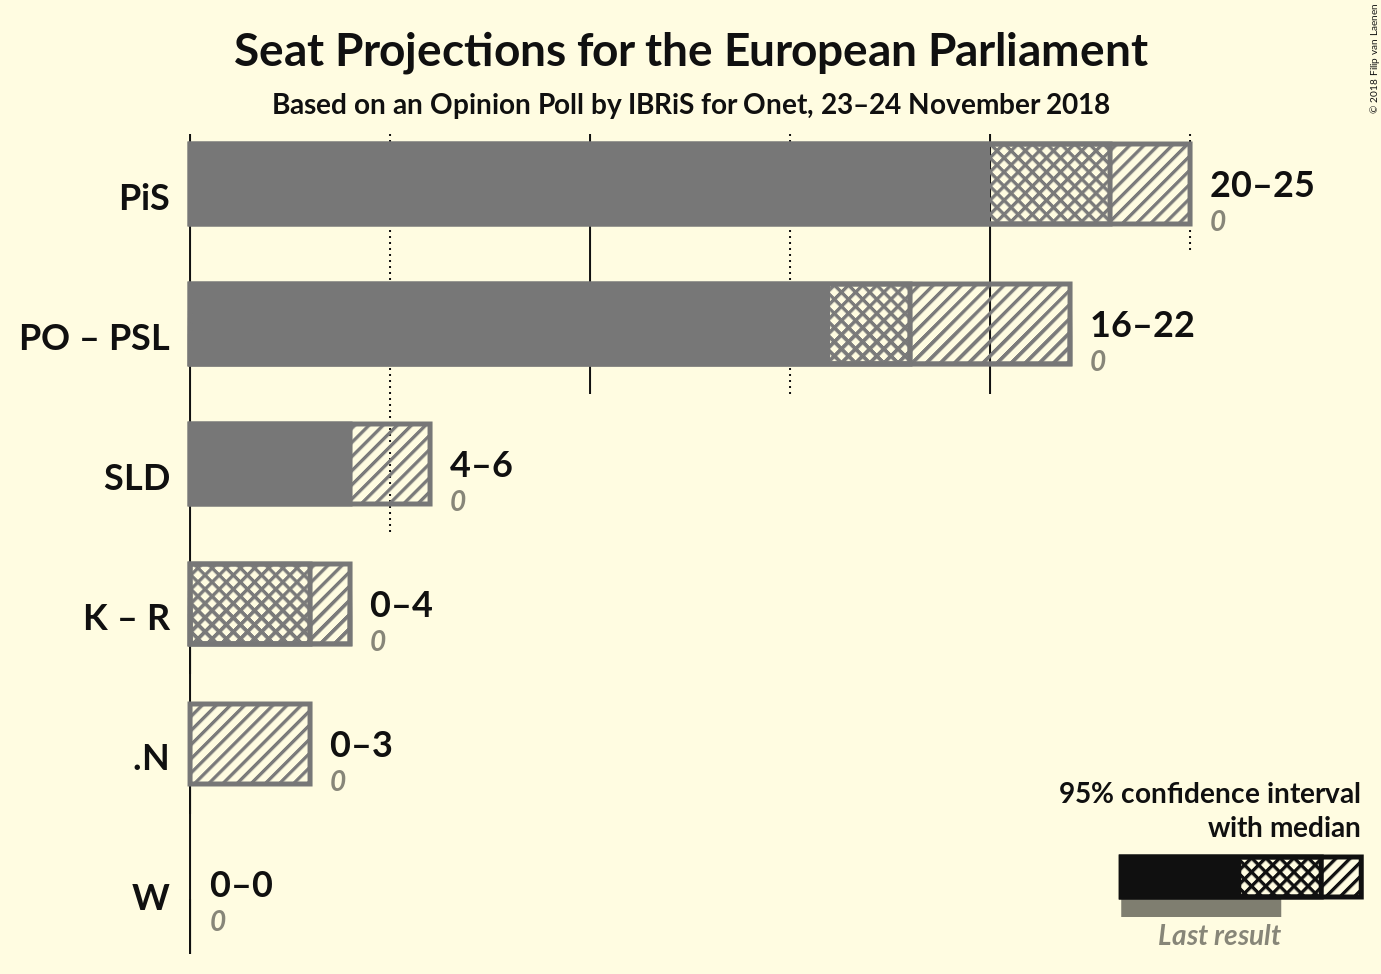 Seat Projections for the European Parliament
Based on an Opinion Poll by IBRiS for Onet, 23–24 November 2018
© 2018 Filip van Laenen
PiS
20–25
0
PO – PSL
16–22
0
SLD
4–6
0
K – R
0–4
0
.N
0–3
0
W
0–0
0
95% confidence interval
with median
Last result